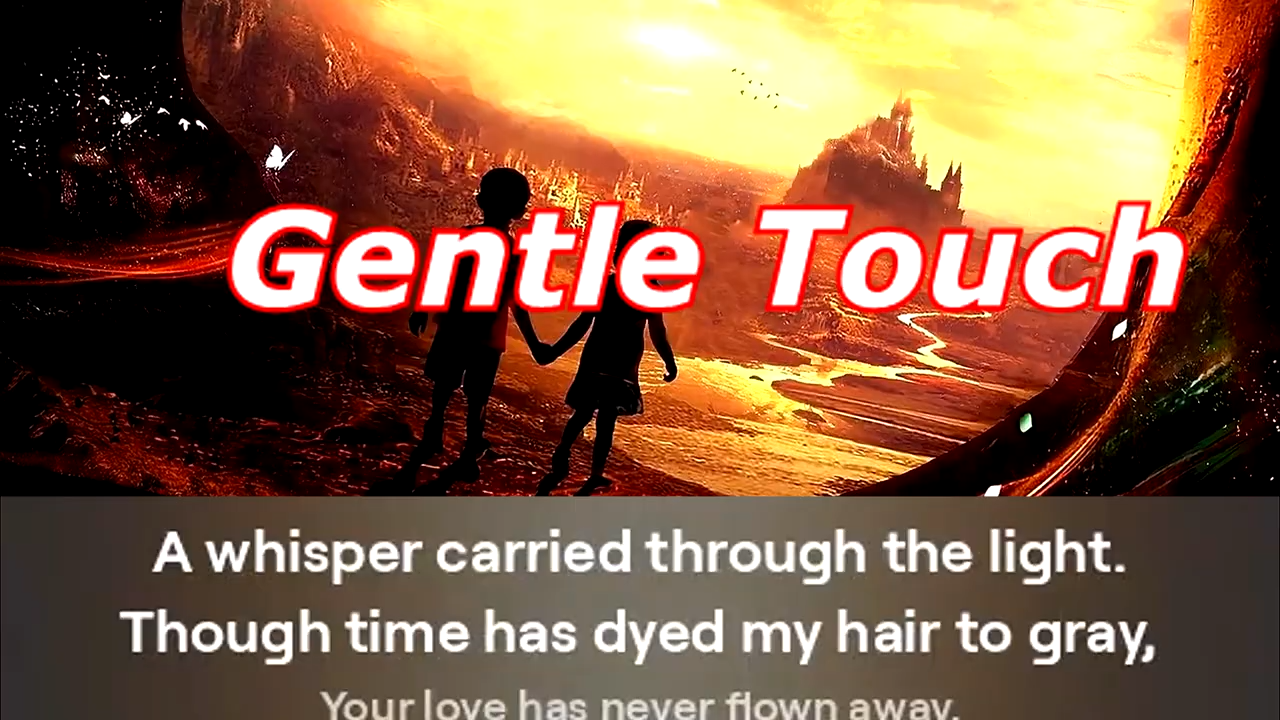 Gentle Touch
A whisper carried through the light.
Though time has dyed my hair to gray,
Your love has never flown away.